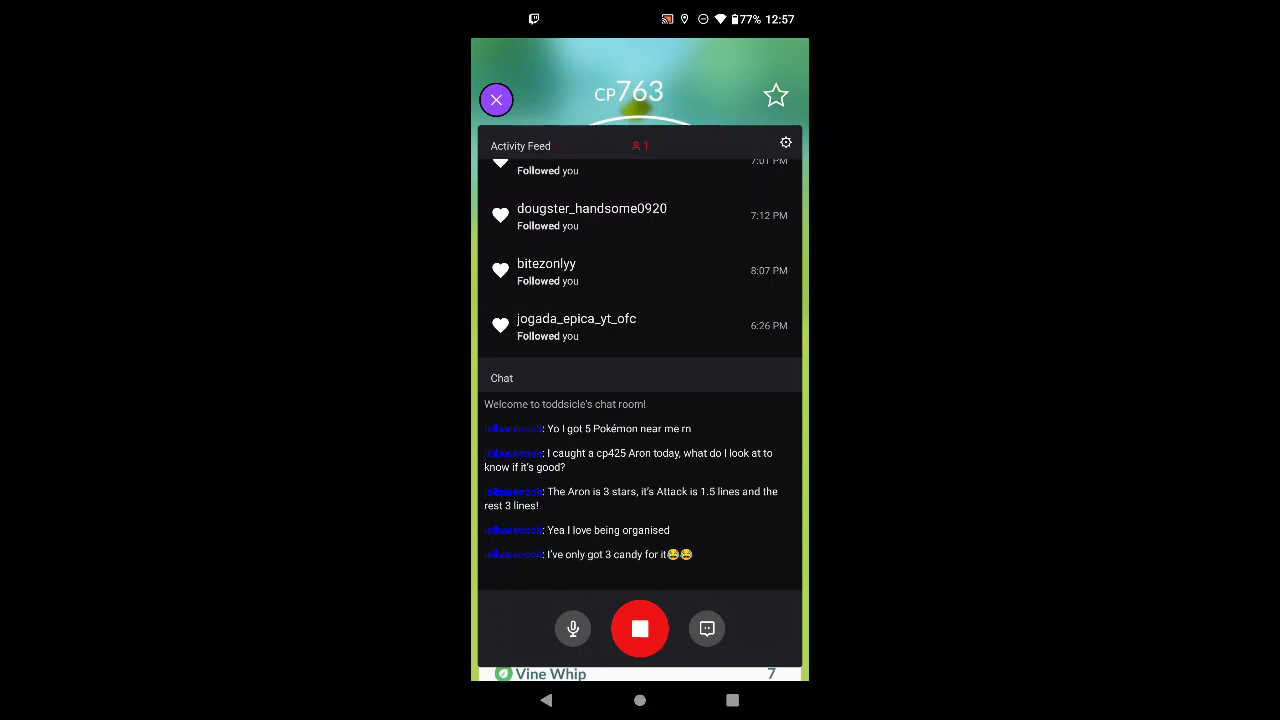 77% 12:57
CP763
Activity Feed
1
7:01 PM
Followed you
dougster_handsome0920
7:12 PM
Followed you
bitezonlyy
8:07 PM
Followed you
jogada_epica_yt_ofc
6:26 PM
Followed you
Chat
Welcome to toddsicle's chat room!
: Yo I got 5 Pokémon near me rn
: I caught a cp425 Aron today, what do I look at to
know if it's good?
: The Aron is 3 stars, it's Attack is 1.5 lines and the
rest 3 lines!
: Yea I love being organised
: I've only got 3 candy for it😂😂
Vine Whip 7